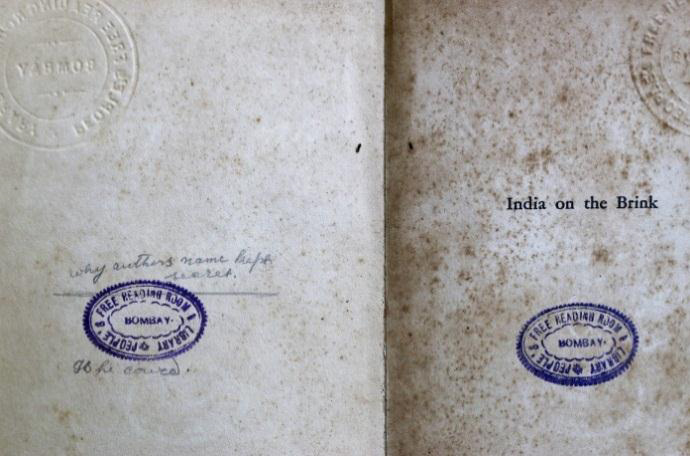 BOMBAY
why authors name kept
secret.
PEOPLE'S FREE READING ROOM & LIBRARY
BOMBAY.
India on the Brink
PEOPLE'S FREE READING ROOM & LIBRARY
BOMBAY.